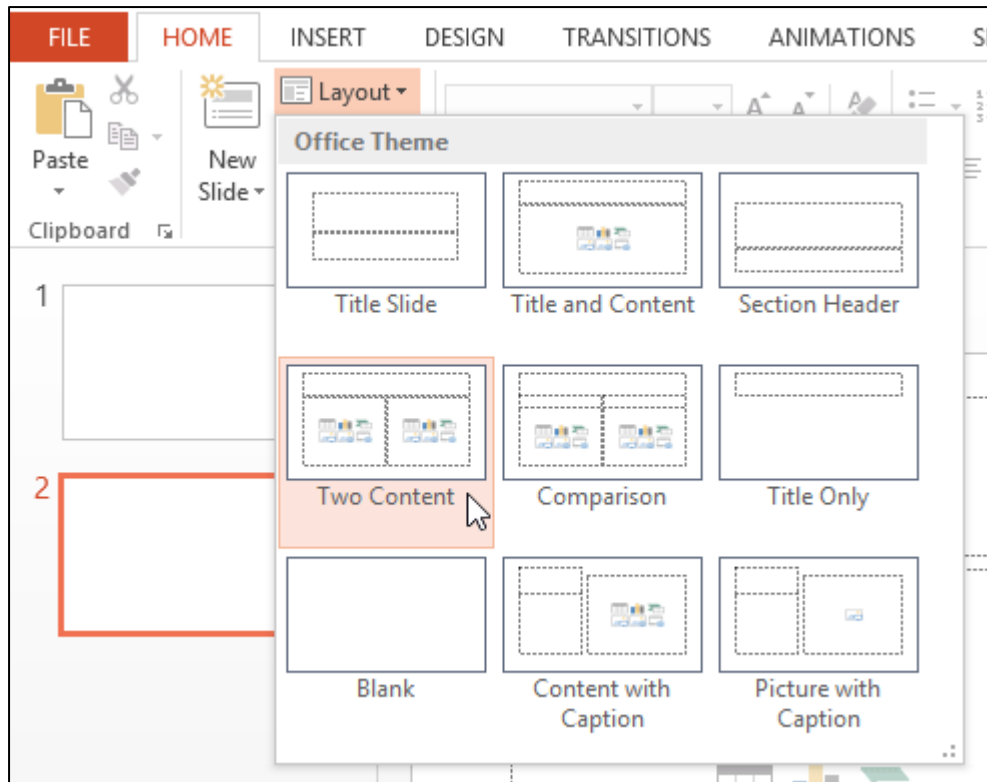 FILE HOME INSERT DESIGN TRANSITIONS ANIMATIONS
Layout
Paste
New
Slide
Clipboard
Office Theme
Title Slide Title and Content Section Header
Two Content Comparison Title Only
Blank Content with Caption Picture with Caption
1
2